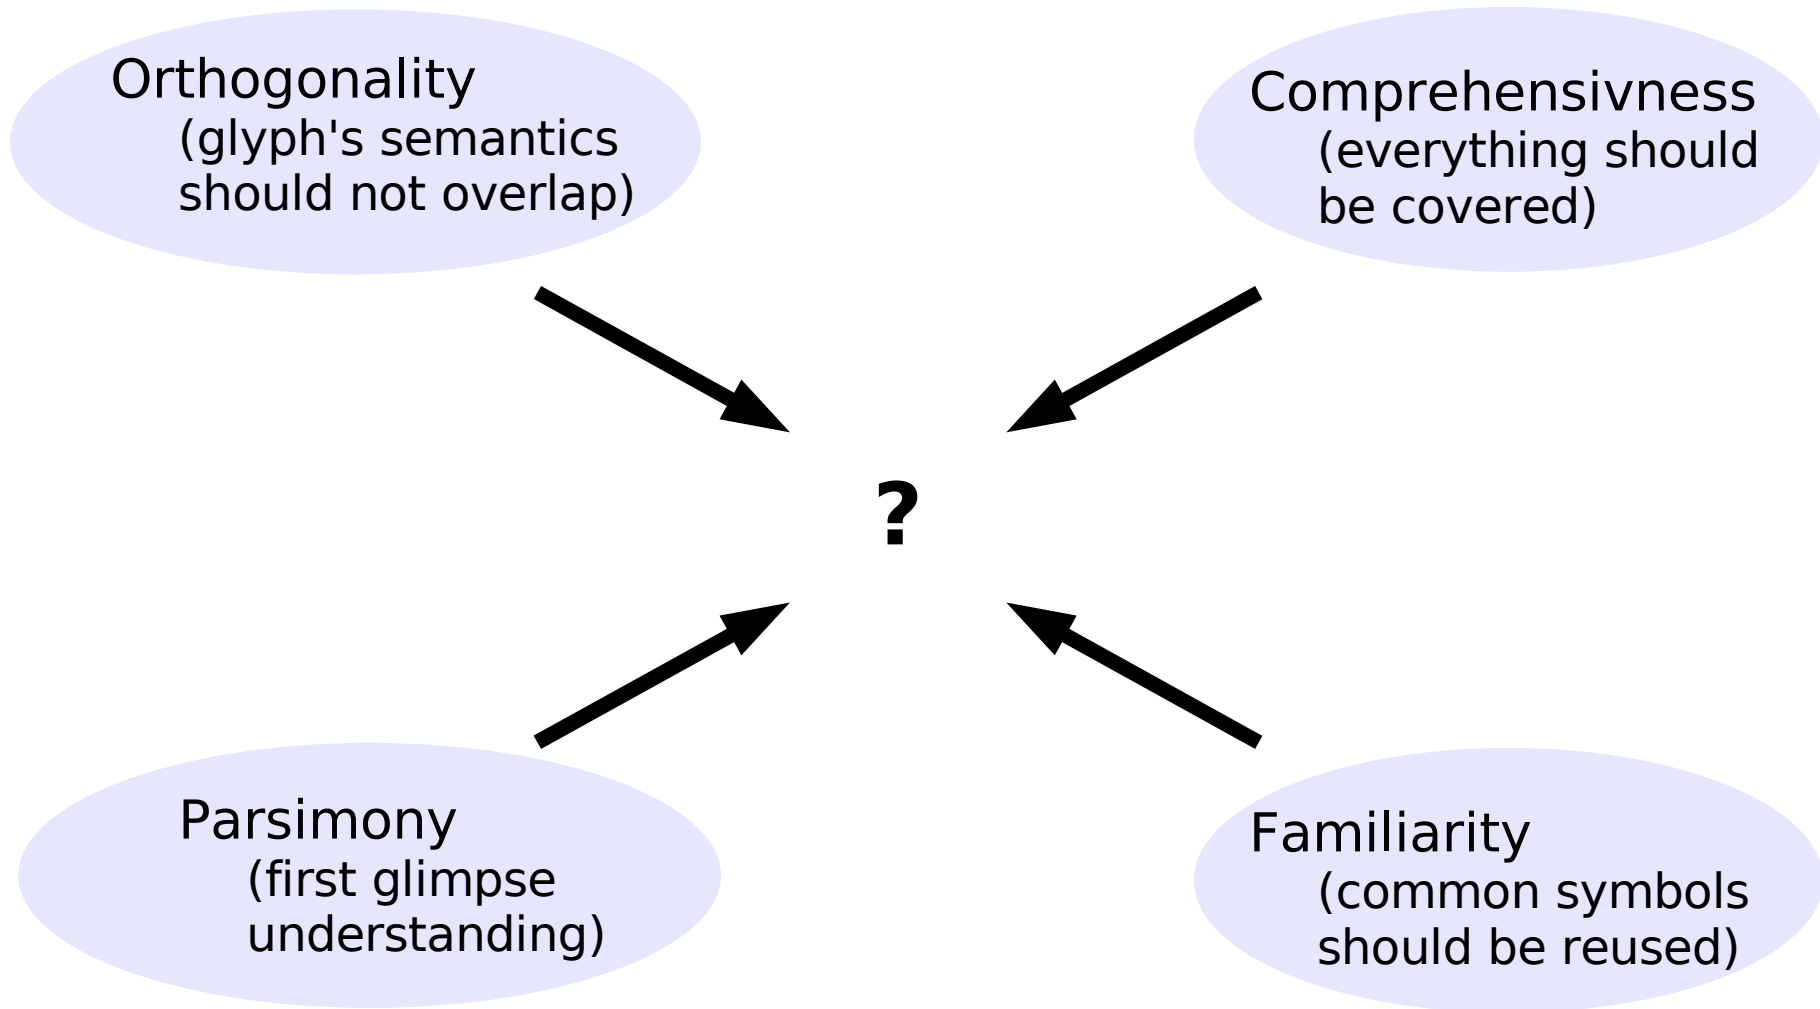 Orthogonality
(glyph's semantics
should not overlap)
Comprehensivness
(everything should
be covered)
?
Parsimony
(first glimpse
understanding)
Familiarity
(common symbols
should be reused)